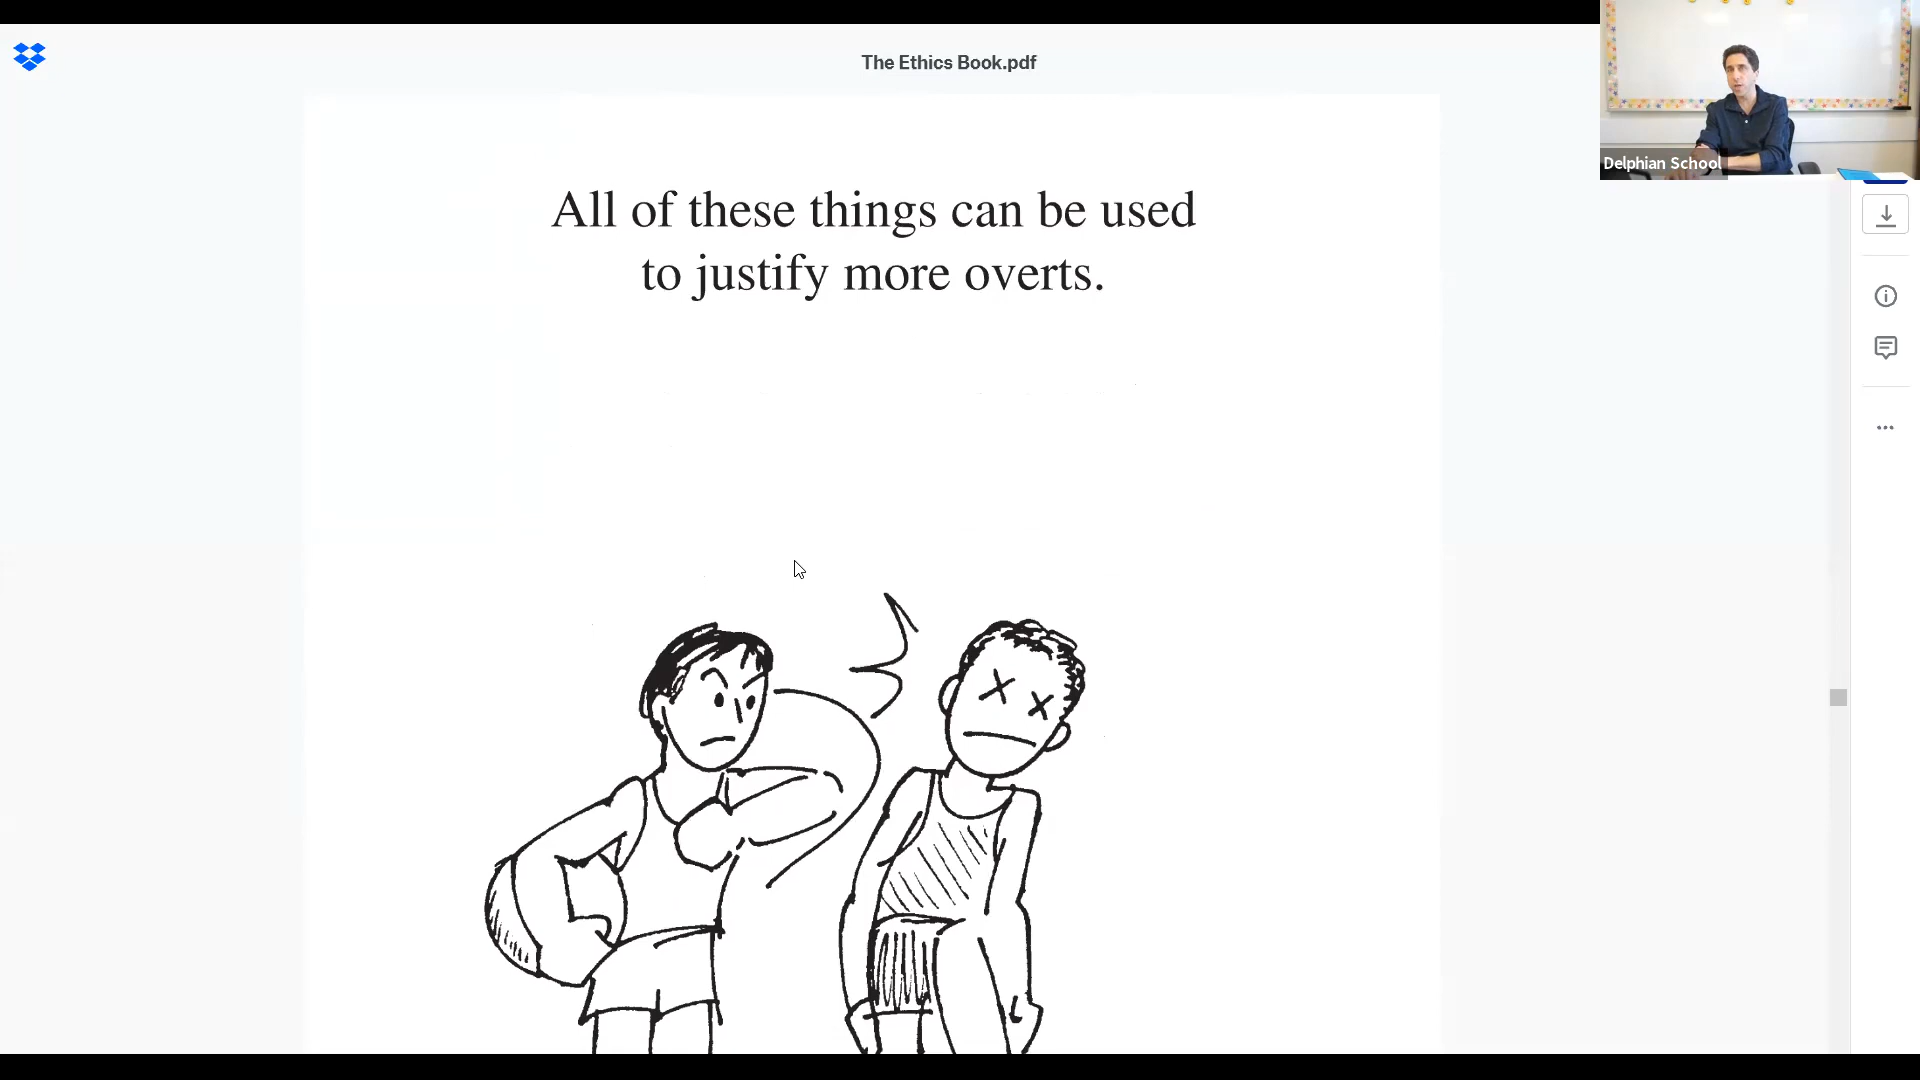 The Ethics Book.pdf
Delphian School
All of these things can be used
to justify more overts.